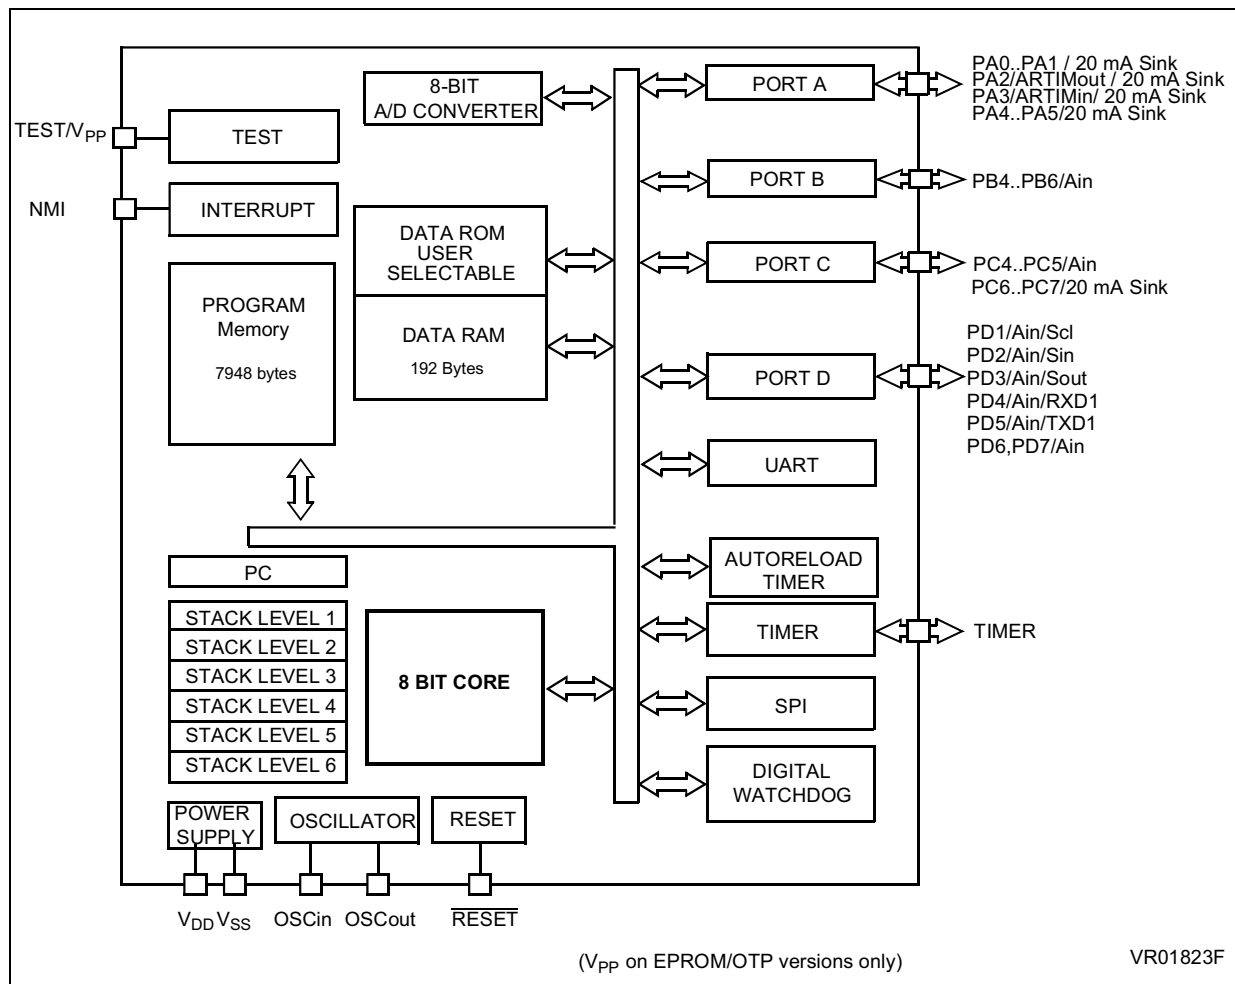 TEST/VPP
NMI
TEST
INTERRUPT
PROGRAM
Memory
7948 bytes
8-BIT
A/D CONVERTER
DATA ROM
USER
SELECTABLE
DATA RAM
192 Bytes
PC
STACK LEVEL 1
STACK LEVEL 2
STACK LEVEL 3
STACK LEVEL 4
STACK LEVEL 5
STACK LEVEL 6
8 BIT CORE
POWER
SUPPLY
OSCILLATOR
RESET
VDD VSS OSCin OSCout RESET
PORT A
PORT B
PORT C
PORT D
UART
AUTORELOAD
TIMER
TIMER
SPI
DIGITAL
WATCHDOG
PA0..PA1 / 20 mA Sink
PA2/ARTIMout / 20 mA Sink
PA3/ARTIMin/ 20 mA Sink
PA4..PA5/20 mA Sink
PB4..PB6/Ain
PC4..PC5/Ain
PC6..PC7/20 mA Sink
PD1/Ain/Scl
PD2/Ain/Sin
PD3/Ain/Sout
PD4/Ain/RXD1
PD5/Ain/TXD1
PD6,PD7/Ain
TIMER
(VPP on EPROM/OTP versions only)
VR01823F